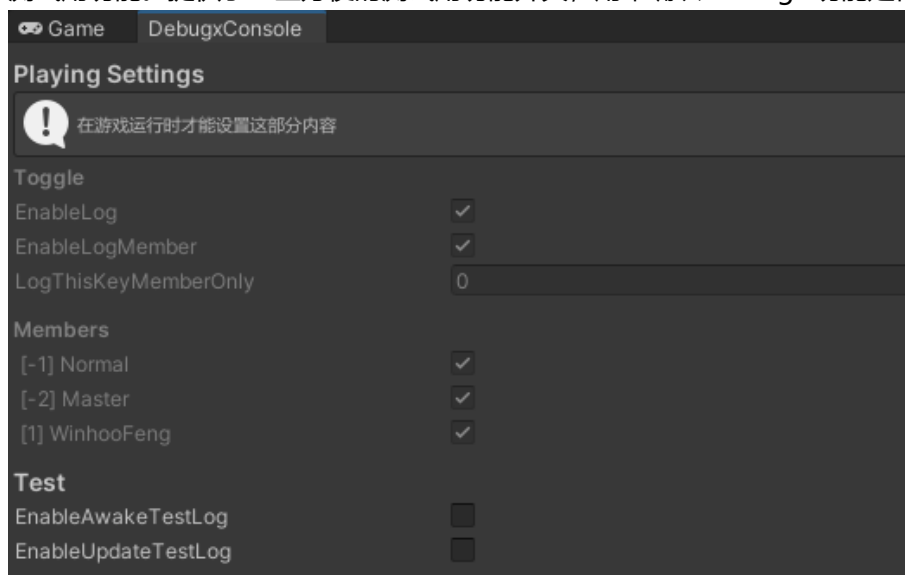 Game DebugxConsole
Playing Settings
在游戏运行时才能设置这部分内容
Toggle
EnableLog
EnableLogMember
LogThisKeyMemberOnly 0
Members
[-1] Normal
[-2] Master
[1] WinhooFeng
Test
EnableAwakeTestLog
EnableUpdateTestLog